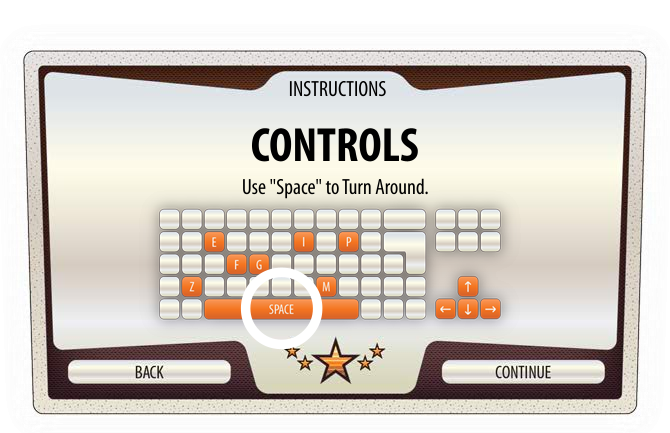 INSTRUCTIONS
CONTROLS
Use "Space" to Turn Around.
E I P
F G
Z M ↑
SPACE ← ↓ →
BACK CONTINUE